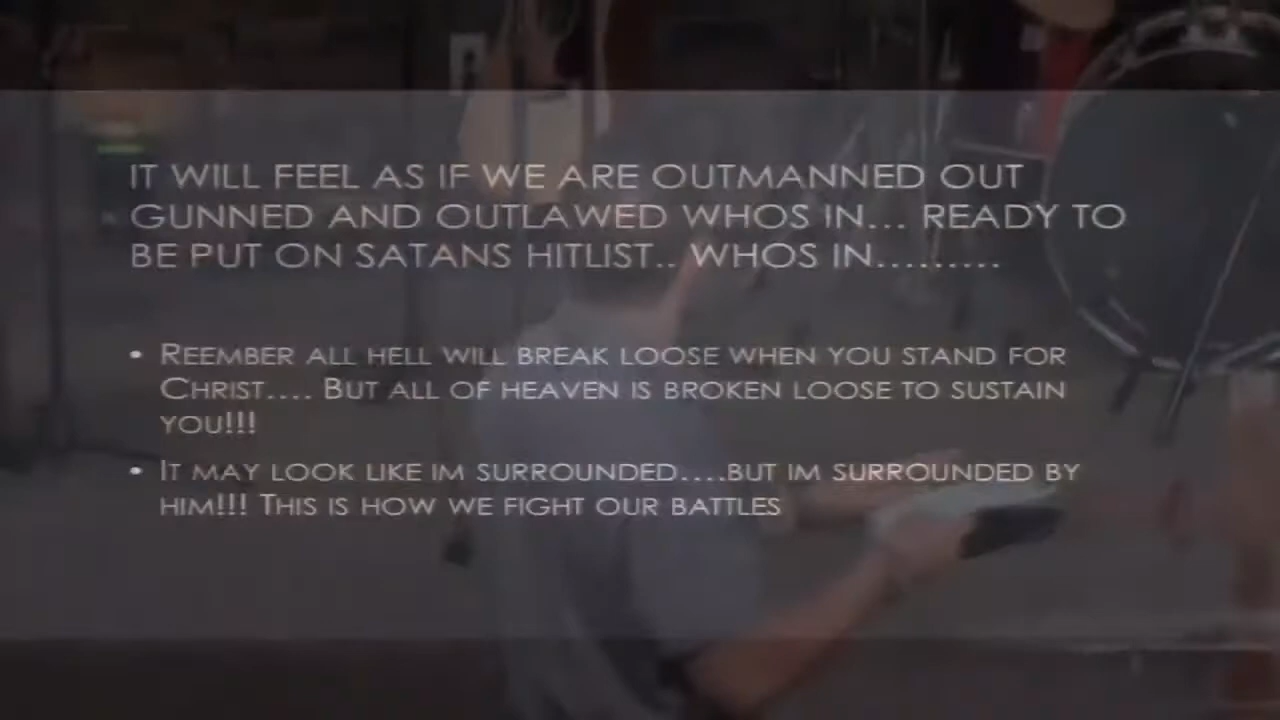 IT WILL FEEL AS IF WE ARE OUTMANNED OUT
GUNNED AND OUTLAWED WHOS IN... READY TO
BE PUT ON SATANS HITLIST.. WHOS IN.........
• REEMBER ALL HELL WILL BREAK LOOSE WHEN YOU STAND FOR
CHRIST.... BUT ALL OF HEAVEN IS BROKEN LOOSE TO SUSTAIN
YOU!!!
• IT MAY LOOK LIKE IM SURROUNDED....BUT IM SURROUNDED BY
HIM!!! THIS IS HOW WE FIGHT OUR BATTLES